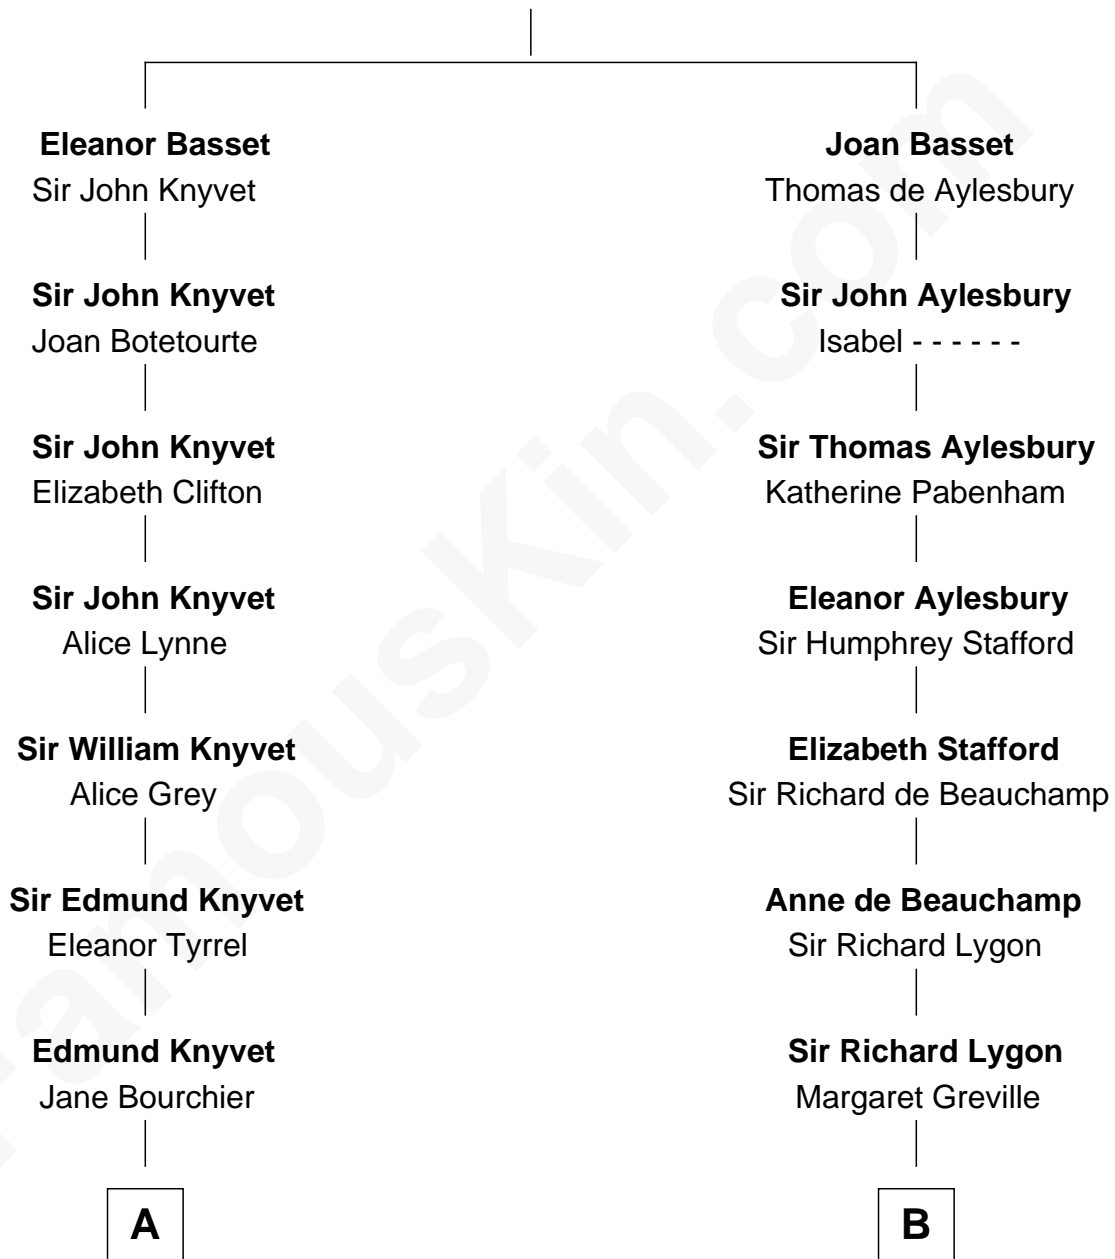 Eleanor Basset
Sir John Knyvet
Sir John Knyvet
Joan Botetourte
Sir John Knyvet
Elizabeth Clifton
Sir John Knyvet
Alice Lynne
Sir William Knyvet
Alice Grey
Sir Edmund Knyvet
Eleanor Tyrrel
Edmund Knyvet
Jane Bourchier
A
Joan Basset
Thomas de Aylesbury
Sir John Aylesbury
Isabel - - - - - -
Sir Thomas Aylesbury
Katherine Pabenham
Eleanor Aylesbury
Sir Humphrey Stafford
Elizabeth Stafford
Sir Richard de Beauchamp
Anne de Beauchamp
Sir Richard Lygon
Sir Richard Lygon
Margaret Greville
B
FamousKin.com